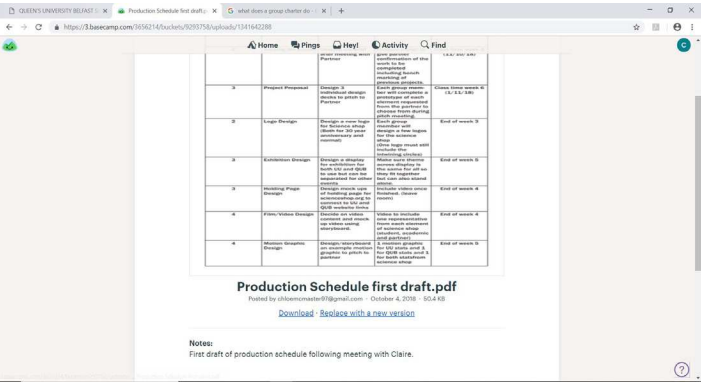 QUEEN'S UNIVERSITY BELFAST S
Production Schedule first draft.p
what does a group charter do -
https://3.basecamp.com/3656214/buckets/9293758/uploads/1341642288
Home Pings Hey! Activity Find
C
after meeting with
Partner
give partner
confirmation of the
work to be
completed
including bench
marking of
previous projects.
3
Project Proposal
Design 3
individual design
decks to pitch to
Partner
Each group mem-
ber will complete a
prototype of each
element requested
from the partner to
choose from during
pitch meeting.
Class time week 6
(1/11/18)
2
Logo Design
Design a new logo
for Science shop
(Both for 30 year
anniversary and
normal)
Each group
member will
design a few logos
for the science
shop
(One logo must still
include the
intwining circles)
End of week 3
3
Exhibition Design
Design a display
for exhibition for
both UU and QUB
to use but can be
separated for other
events
Make sure theme
across display is
the same for all so
they fit together
but can also stand
alone.
End of week 5
3
Holding Page
Design
Design mock ups
of holding page for
scienceshop.org to
connect to UU and
QUB website links
Include video once
finished. (leave
room)
End of week 4
4
Film/Video Design
Decide on video
content and mock
up video using
storyboard.
Video to include
one representative
from each element
of science shop
(student, academic
and partner)
End of week 4
4
Motion Graphic
Design
Design/storyboard
an example motion
graphic to pitch to
partner
1 motion graphic
for UU stats and 1
for QUB stats and 1
for both statsfrom
science shop
End of week 5
Production Schedule first draft.pdf
Posted by chloemcmaster97@gmail.com · October 4, 2018 · 50.4 KB
Download · Replace with a new version
Notes:
First draft of production schedule following meeting with Claire.
?